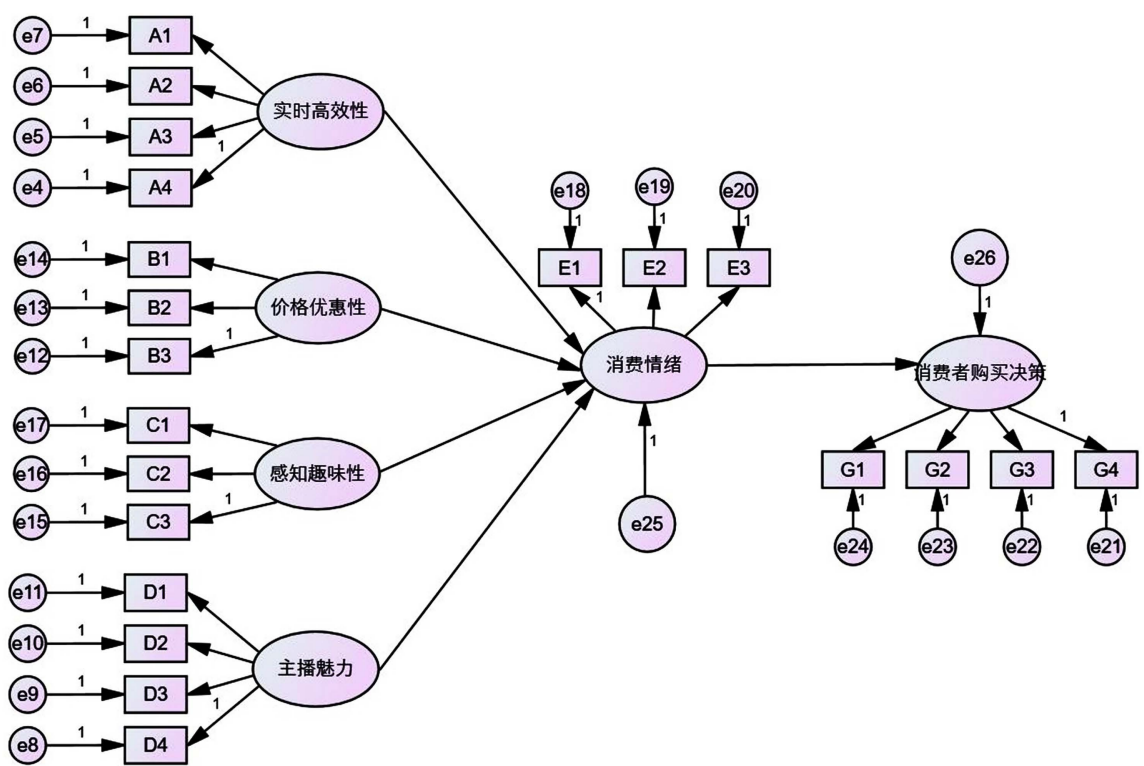 e7 1 A1
e6 1 A2
e5 1 A3
e4 1 A4
1
实时高效性
e14 1 B1
e13 1 B2
e12 1 B3
1
价格优惠性
e17 1 C1
e16 1 C2
e15 1 C3
1
感知趣味性
e11 1 D1
e10 1 D2
e9 1 D3
e8 1 D4
1
主播魅力
e18 e19 e20
1 1 1
E1 E2 E3
1
消费情绪
1
e25
e26
1
消费者购买决策
1
G1 G2 G3 G4
1 1 1 1
e24 e23 e22 e21